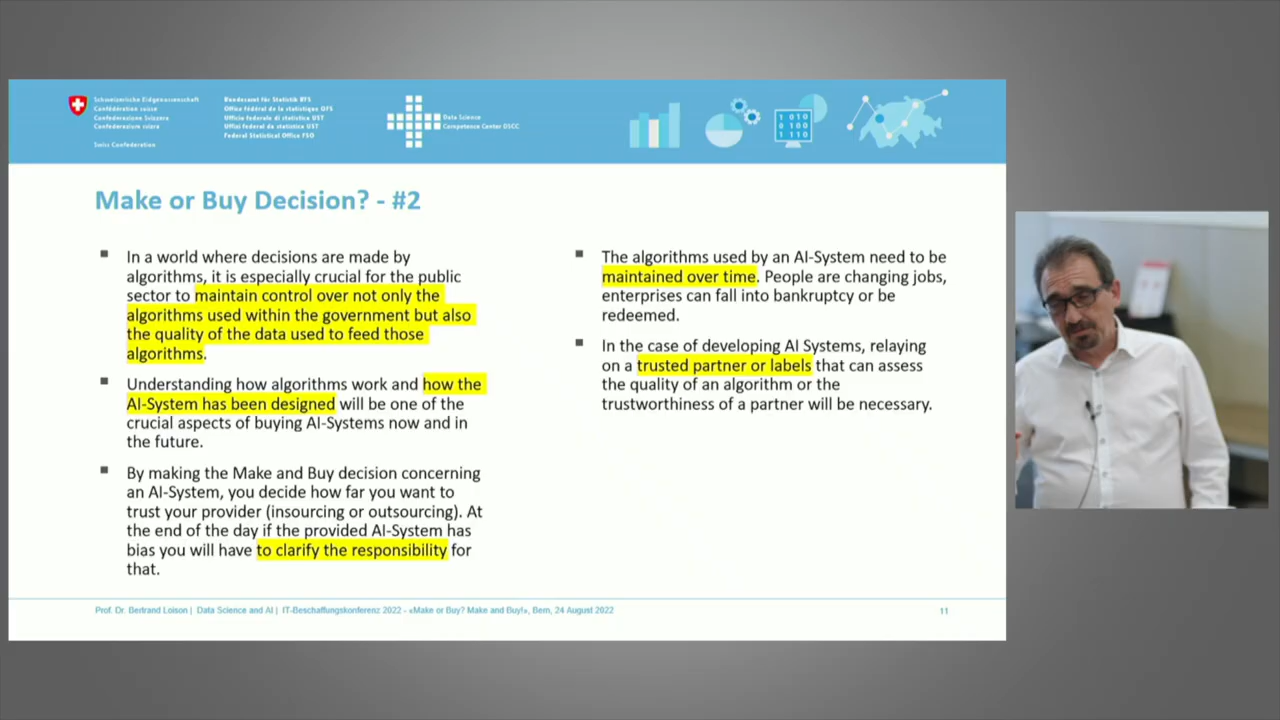 Schweizerische Eidgenossenschaft
Confédération suisse
Confederazione Svizzera
Confederaziun svizra
Swiss Confederation
Bundesamt für Statistik BFS
Office fédéral de la statistique OFS
Ufficio federale di statistica UST
Uffizi federal da statistica UST
Federal Statistical Office FSO
Data Science
Competence Center DSCC
1 010
0 100
1 110
Make or Buy Decision? - #2
■ In a world where decisions are made by
algorithms, it is especially crucial for the public
sector to maintain control over not only the
algorithms used within the government but also
the quality of the data used to feed those
algorithms.
■ Understanding how algorithms work and how the
AI-System has been designed will be one of the
crucial aspects of buying AI-Systems now and in
the future.
■ By making the Make and Buy decision concerning
an AI-System, you decide how far you want to
trust your provider (insourcing or outsourcing). At
the end of the day if the provided AI-System has
bias you will have to clarify the responsibility for
that.
■ The algorithms used by an AI-System need to be
maintained over time. People are changing jobs,
enterprises can fall into bankruptcy or be
redeemed.
■ In the case of developing AI Systems, relaying
on a trusted partner or labels that can assess
the quality of an algorithm or the
trustworthiness of a partner will be necessary.
Prof. Dr. Bertrand Loison | Data Science and AI | IT-Beschaffungskonferenz 2022 - «Make or Buy? Make and Buy!», Bern, 24 August 2022
11